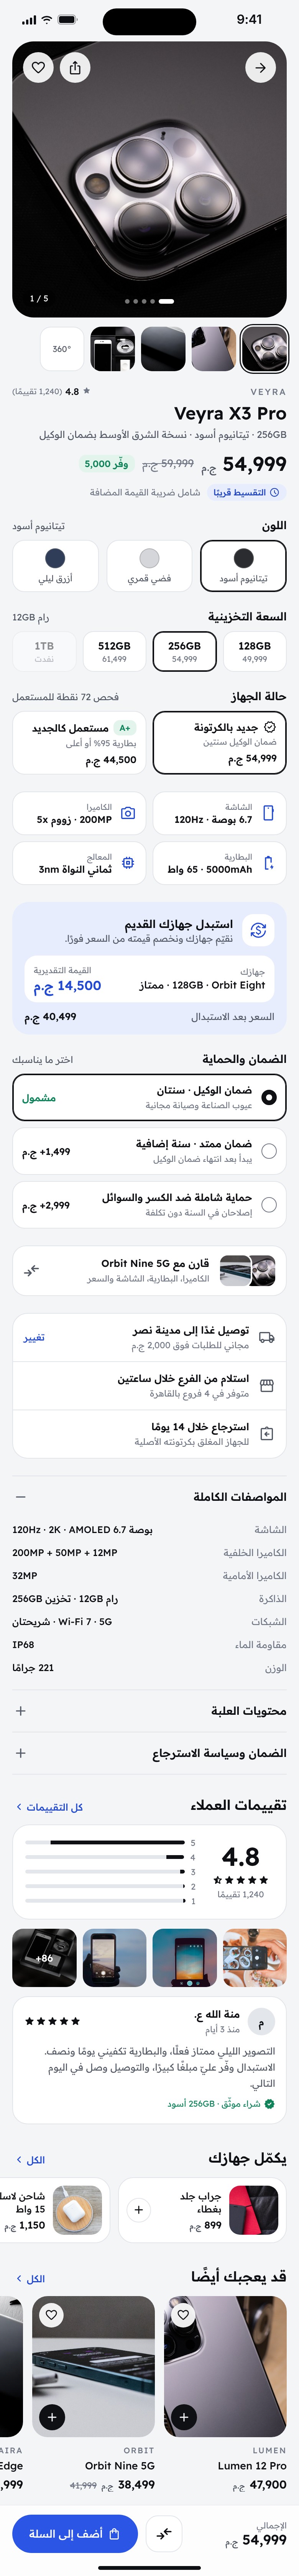 9:41
1 / 5
360°
VEYRA
★ 4.8 (1,240 تقييمًا)
Veyra X3 Pro
256GB · تيتانيوم أسود · نسخة الشرق الأوسط بضمان الوكيل
54,999 ج.م 59,999 ج.م وفّر 5,000
التقسيط قريبًا شامل ضريبة القيمة المضافة
اللون تيتانيوم أسود
تيتانيوم أسود
فضي قمري
أزرق ليلي
السعة التخزينية رام 12GB
128GB
49,999
256GB
54,999
512GB
61,499
1TB
نفدت
حالة الجهاز فحص 72 نقطة للمستعمل
جديد بالكرتونة
ضمان الوكيل سنتين
54,999 ج.م
A+ مستعمل كالجديد
بطارية 95% أو أعلى
44,500 ج.م
الشاشة
6.7 بوصة · 120Hz
الكاميرا
200MP · زووم 5x
البطارية
5000mAh · 65 واط
المعالج
ثماني النواة 3nm
استبدل جهازك القديم
نقيّم جهازك ونخصم قيمته من السعر فورًا.
جهازك
Orbit Eight · 128GB · ممتاز
القيمة التقديرية
14,500 ج.م
السعر بعد الاستبدال 40,499 ج.م
الضمان والحماية اختر ما يناسبك
ضمان الوكيل · سنتان
عيوب الصناعة وصيانة مجانية
مشمول
ضمان ممتد · سنة إضافية
يبدأ بعد انتهاء ضمان الوكيل
+1,499 ج.م
حماية شاملة ضد الكسر والسوائل
إصلاحان في السنة دون تكلفة
+2,999 ج.م
قارن مع Orbit Nine 5G
الكاميرا، البطارية، الشاشة والسعر
توصيل غدًا إلى مدينة نصر
مجاني للطلبات فوق 2,000 ج.م
تغيير
استلام من الفرع خلال ساعتين
متوفر في 4 فروع بالقاهرة
استرجاع خلال 14 يومًا
للجهاز المغلق بكرتونته الأصلية
المواصفات الكاملة
الشاشة 6.7 بوصة 120Hz · 2K · AMOLED
الكاميرا الخلفية 200MP + 50MP + 12MP
الكاميرا الأمامية 32MP
الذاكرة رام 12GB · تخزين 256GB
الشبكات 5G · Wi-Fi 7 · شريحتان
مقاومة الماء IP68
الوزن 221 جرامًا
محتويات العلبة
الضمان وسياسة الاسترجاع
تقييمات العملاء كل التقييمات
4.8
1,240 تقييمًا
5
4
3
2
1
+86
م
منة الله ع.
منذ 3 أيام
التصوير الليلي ممتاز فعلًا، والبطارية تكفيني يومًا ونصف.
الاستبدال وفّر عليّ مبلغًا كبيرًا، والتوصيل وصل في اليوم
التالي.
شراء موثّق · 256GB أسود
يكمّل جهازك الكل
جراب جلد
بغطاء
899 ج.م
شاحن لاسل
15 واط
1,150 ج.م
قد يعجبك أيضًا الكل
LUMEN
Lumen 12 Pro
47,900 ج.م
ORBIT
Orbit Nine 5G
38,499 ج.م 41,999
AIRA
Edge
,999
الإجمالي
54,999 ج.م
أضف إلى السلة